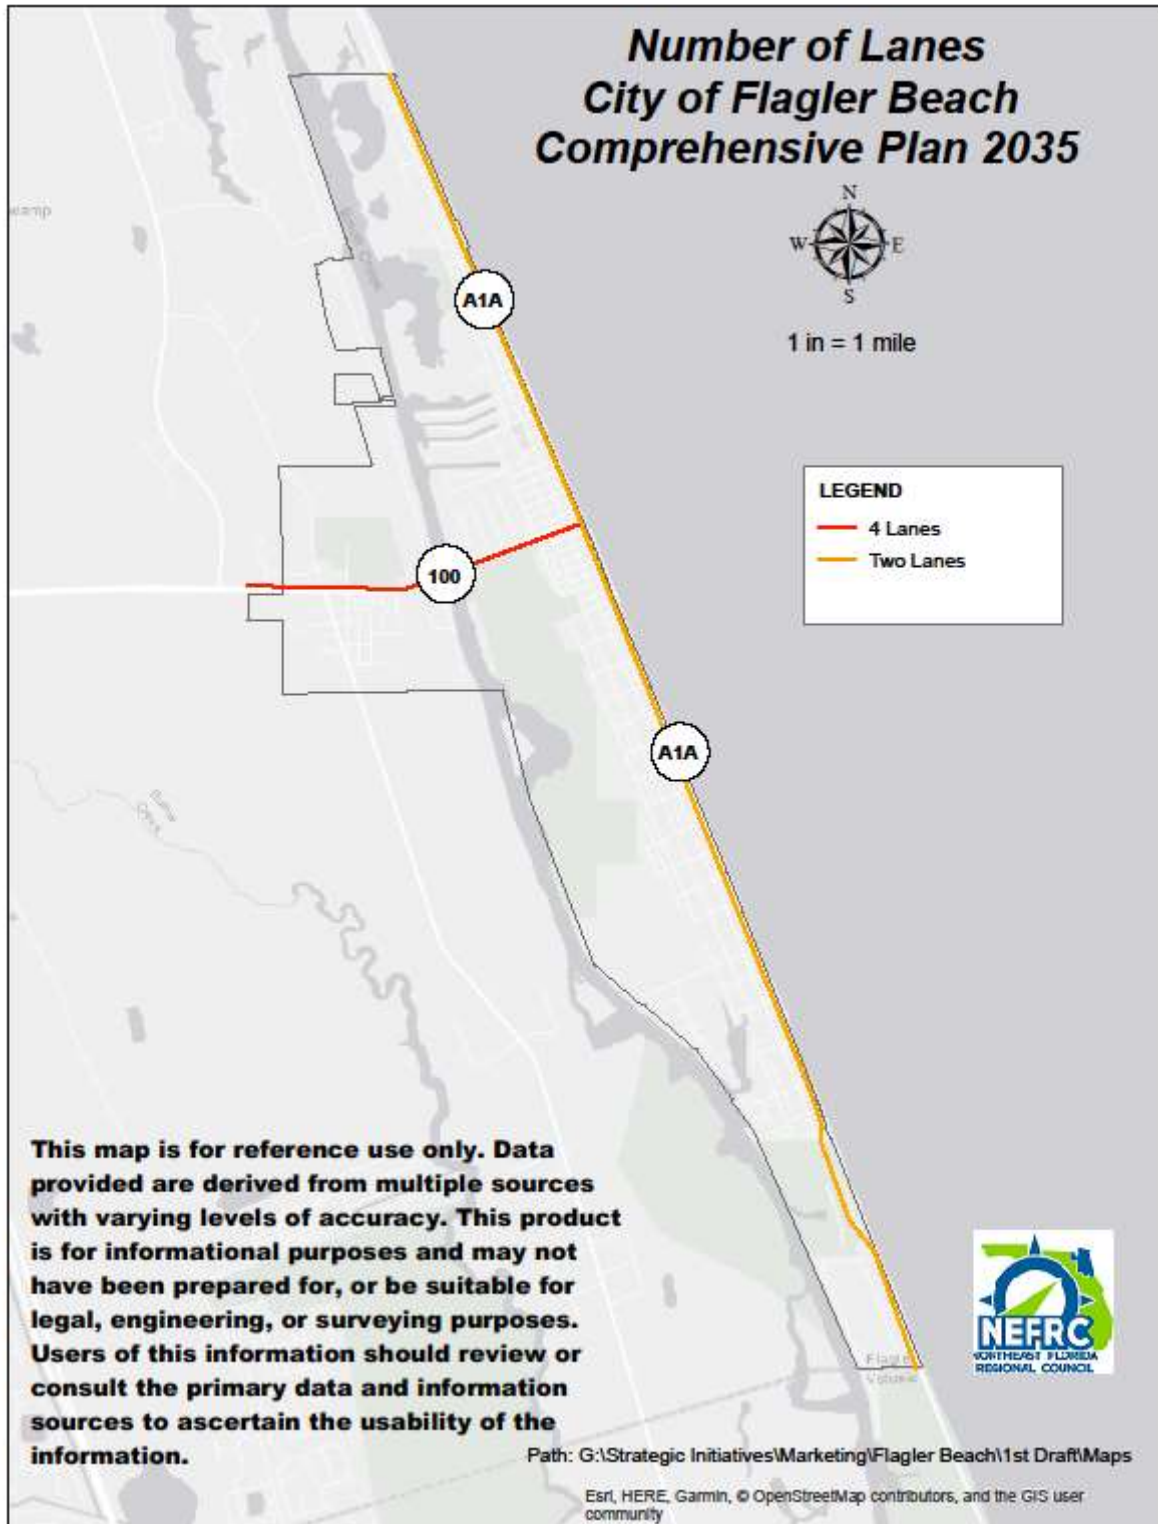 Number of Lanes
City of Flagler Beach
Comprehensive Plan 2035
N
W E
S
1 in = 1 mile
A1A
LEGEND
4 Lanes
Two Lanes
100
A1A
This map is for reference use only. Data
provided are derived from multiple sources
with varying levels of accuracy. This product
is for informational purposes and may not
have been prepared for, or be suitable for
legal, engineering, or surveying purposes.
Users of this information should review or
consult the primary data and information
sources to ascertain the usability of the
information.
NEFRC
NORTHEAST FLORIDA
REGIONAL COUNCIL
Path: G:\Strategic Initiatives\Marketing\Flagler Beach\1st Draft\Maps
Esri, HERE, Garmin, © OpenStreetMap contributors, and the GIS user
community